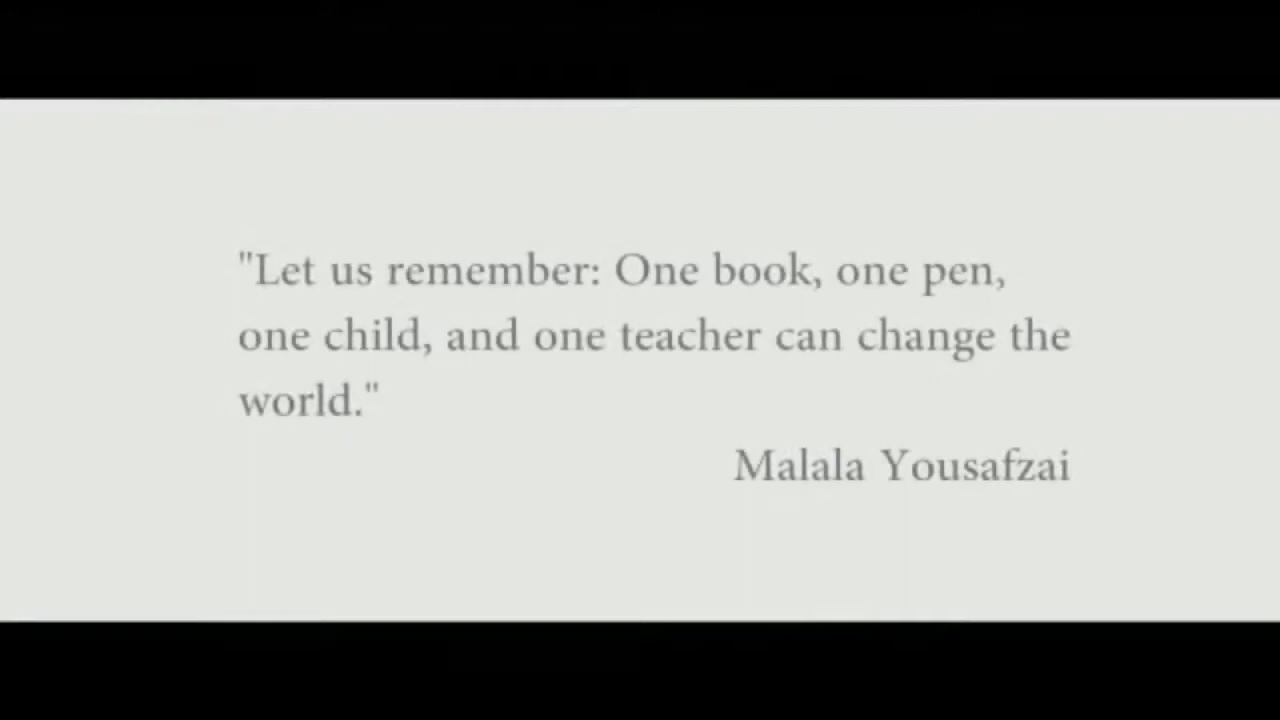 "Let us remember: One book, one pen,
one child, and one teacher can change the
world."
Malala Yousafzai